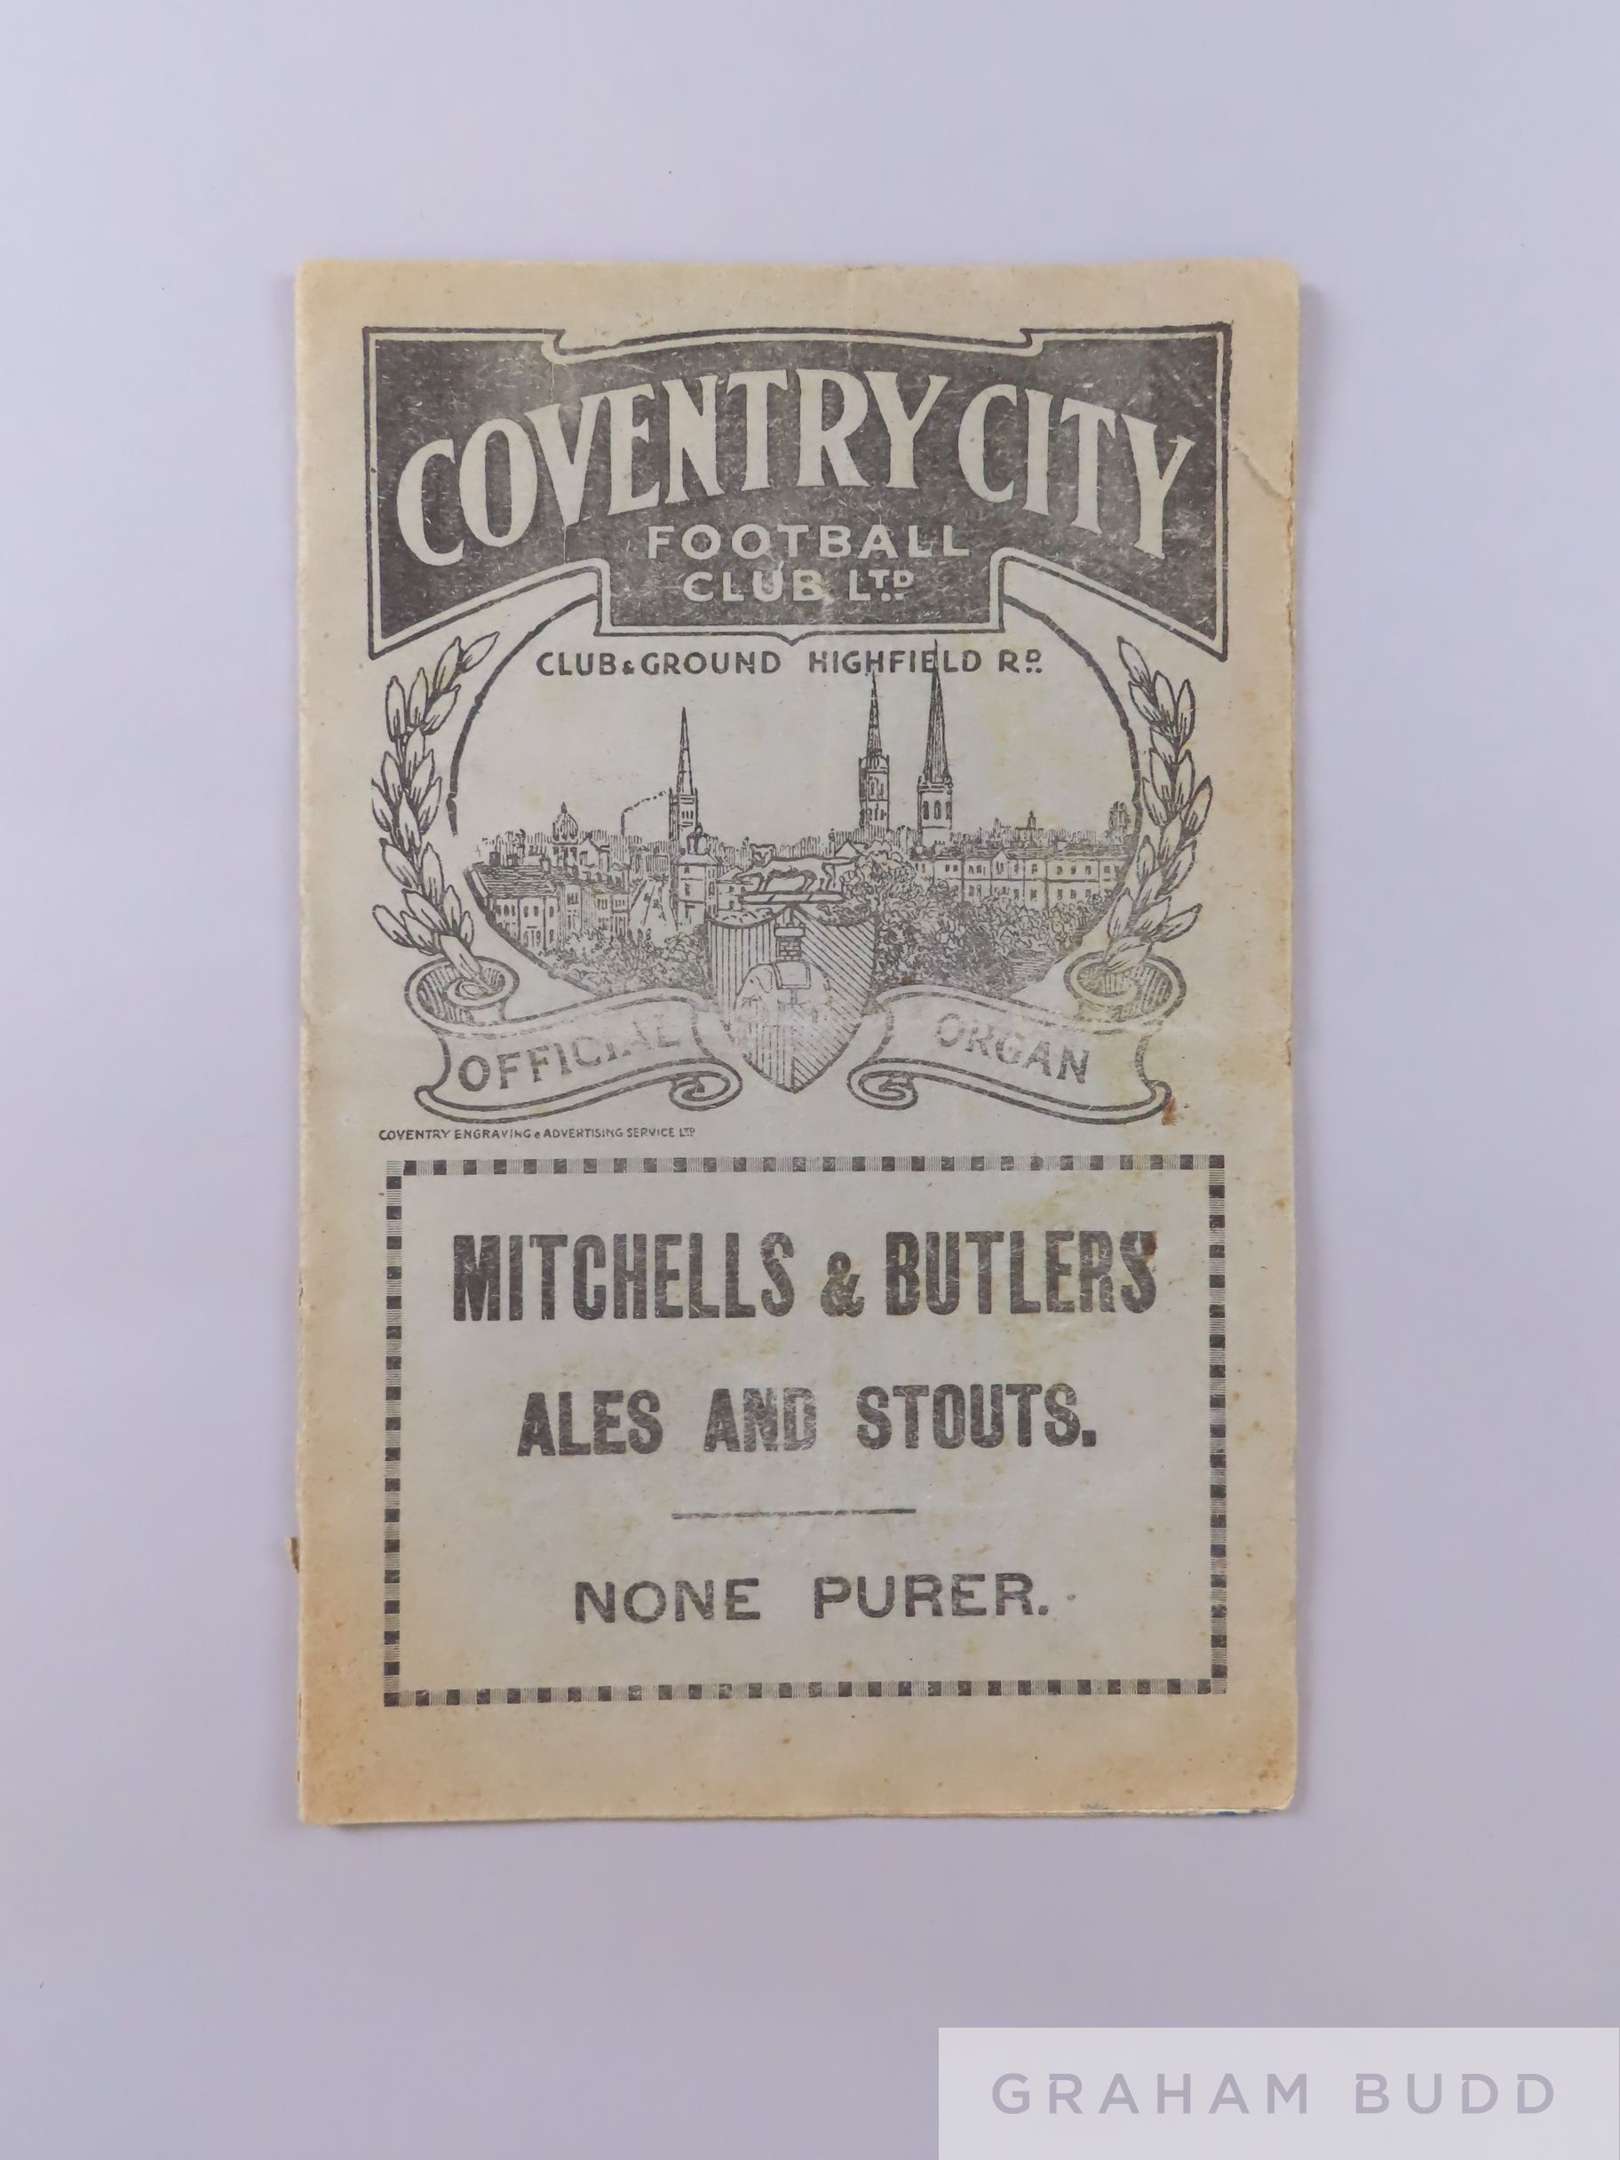 COVENTRY CITY
FOOTBALL
CLUB LTD
CLUB & GROUND HIGHFIELD RD
OFFICIAL ORGAN
COVENTRY ENGRAVING & ADVERTISING SERVICE LTD
MITCHELLS & BUTLERS
ALES AND STOUTS.
NONE PURER.
GRAHAM BUDD